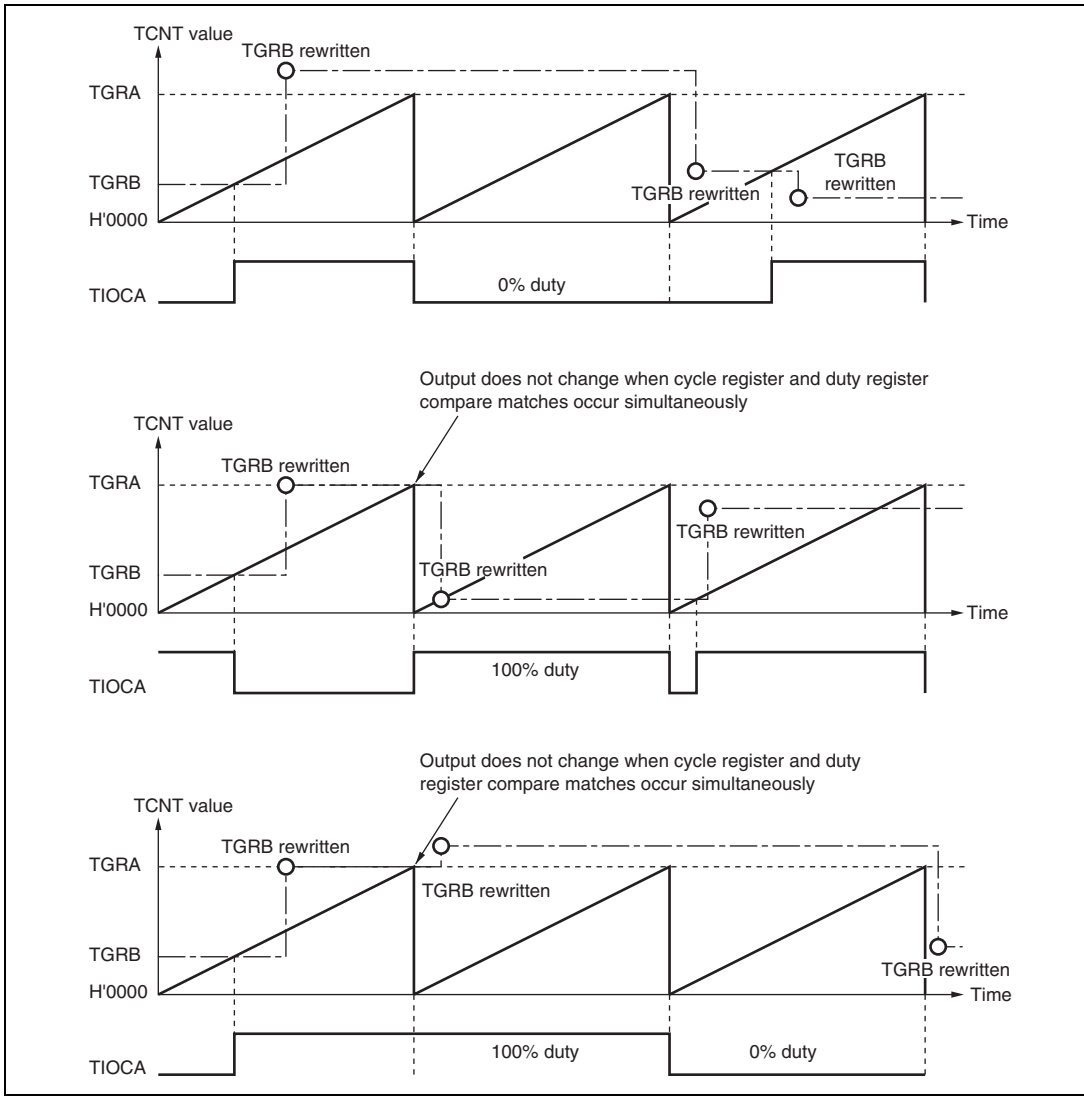 TCNT value
TGRB rewritten
TGRA
TGRB
rewritten
TGRB
TGRB rewritten
H'0000
Time
0% duty
TIOCA
Output does not change when cycle register and duty register
compare matches occur simultaneously
TCNT value
TGRB rewritten
TGRA
TGRB rewritten
TGRB
TGRB rewritten
H'0000
Time
100% duty
TIOCA
Output does not change when cycle register and duty
register compare matches occur simultaneously
TCNT value
TGRB rewritten
TGRA
TGRB rewritten
TGRB
TGRB rewritten
H'0000
Time
100% duty
0% duty
TIOCA